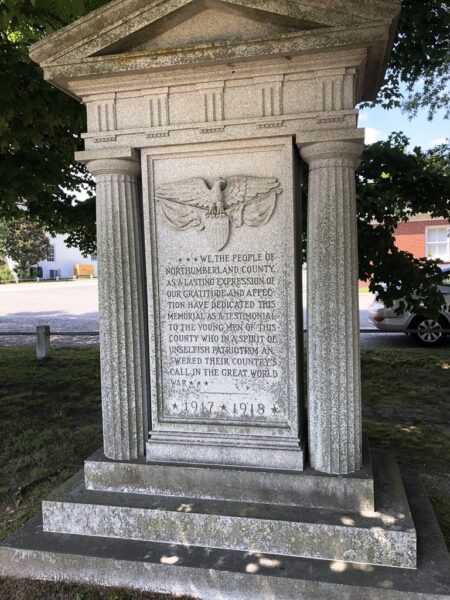 ★ ★ ★ WE, THE PEOPLE OF
NORTHUMBERLAND COUNTY,
AS A LASTING EXPRESSION OF
OUR GRATITUDE AND AFFEC-
TION HAVE DEDICATED THIS
MEMORIAL AS A TESTIMONIAL
TO THE YOUNG MEN OF THIS
COUNTY WHO IN A SPIRIT OF
UNSELFISH PATRIOTISM AN-
SWERED THEIR COUNTRY'S
CALL IN THE GREAT WORLD
WAR ★ ★ ★
★ 1917 ★ 1918 ★